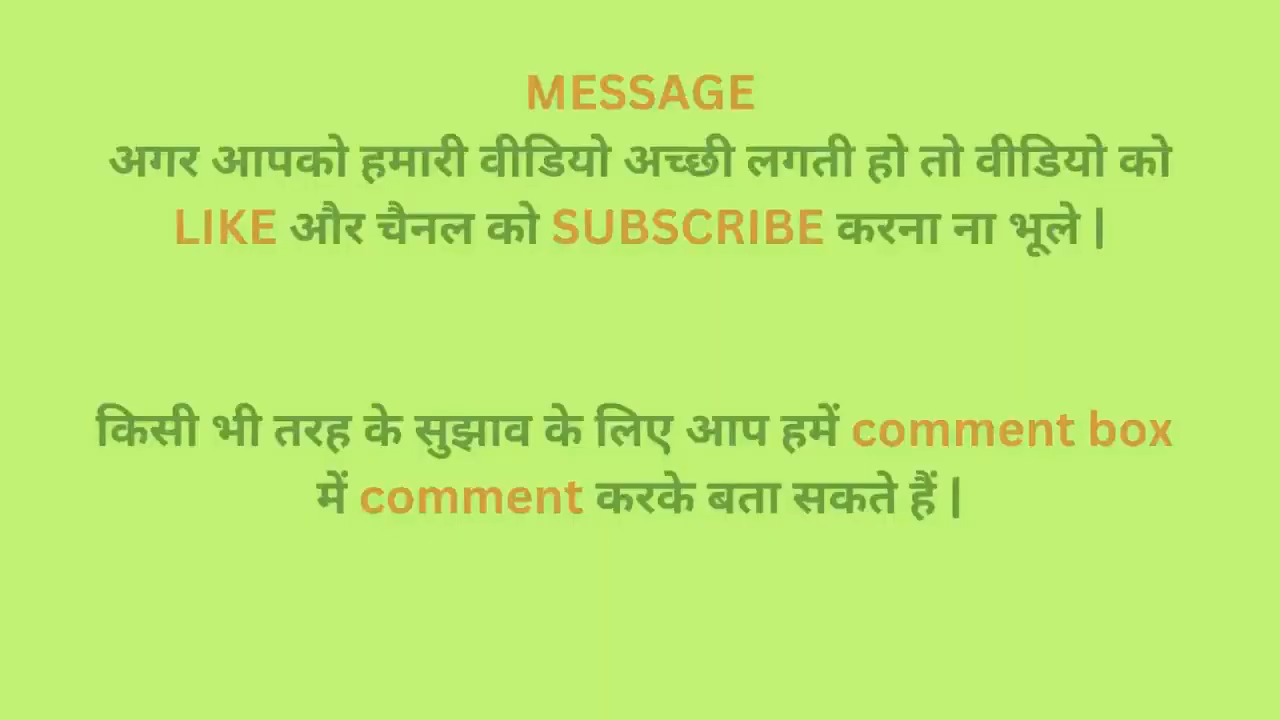 MESSAGE
अगर आपको हमारी वीडियो अच्छी लगती हो तो वीडियो को
LIKE और चैनल को SUBSCRIBE करना ना भूले |
किसी भी तरह के सुझाव के लिए आप हमें comment box
में comment करके बता सकते हैं |